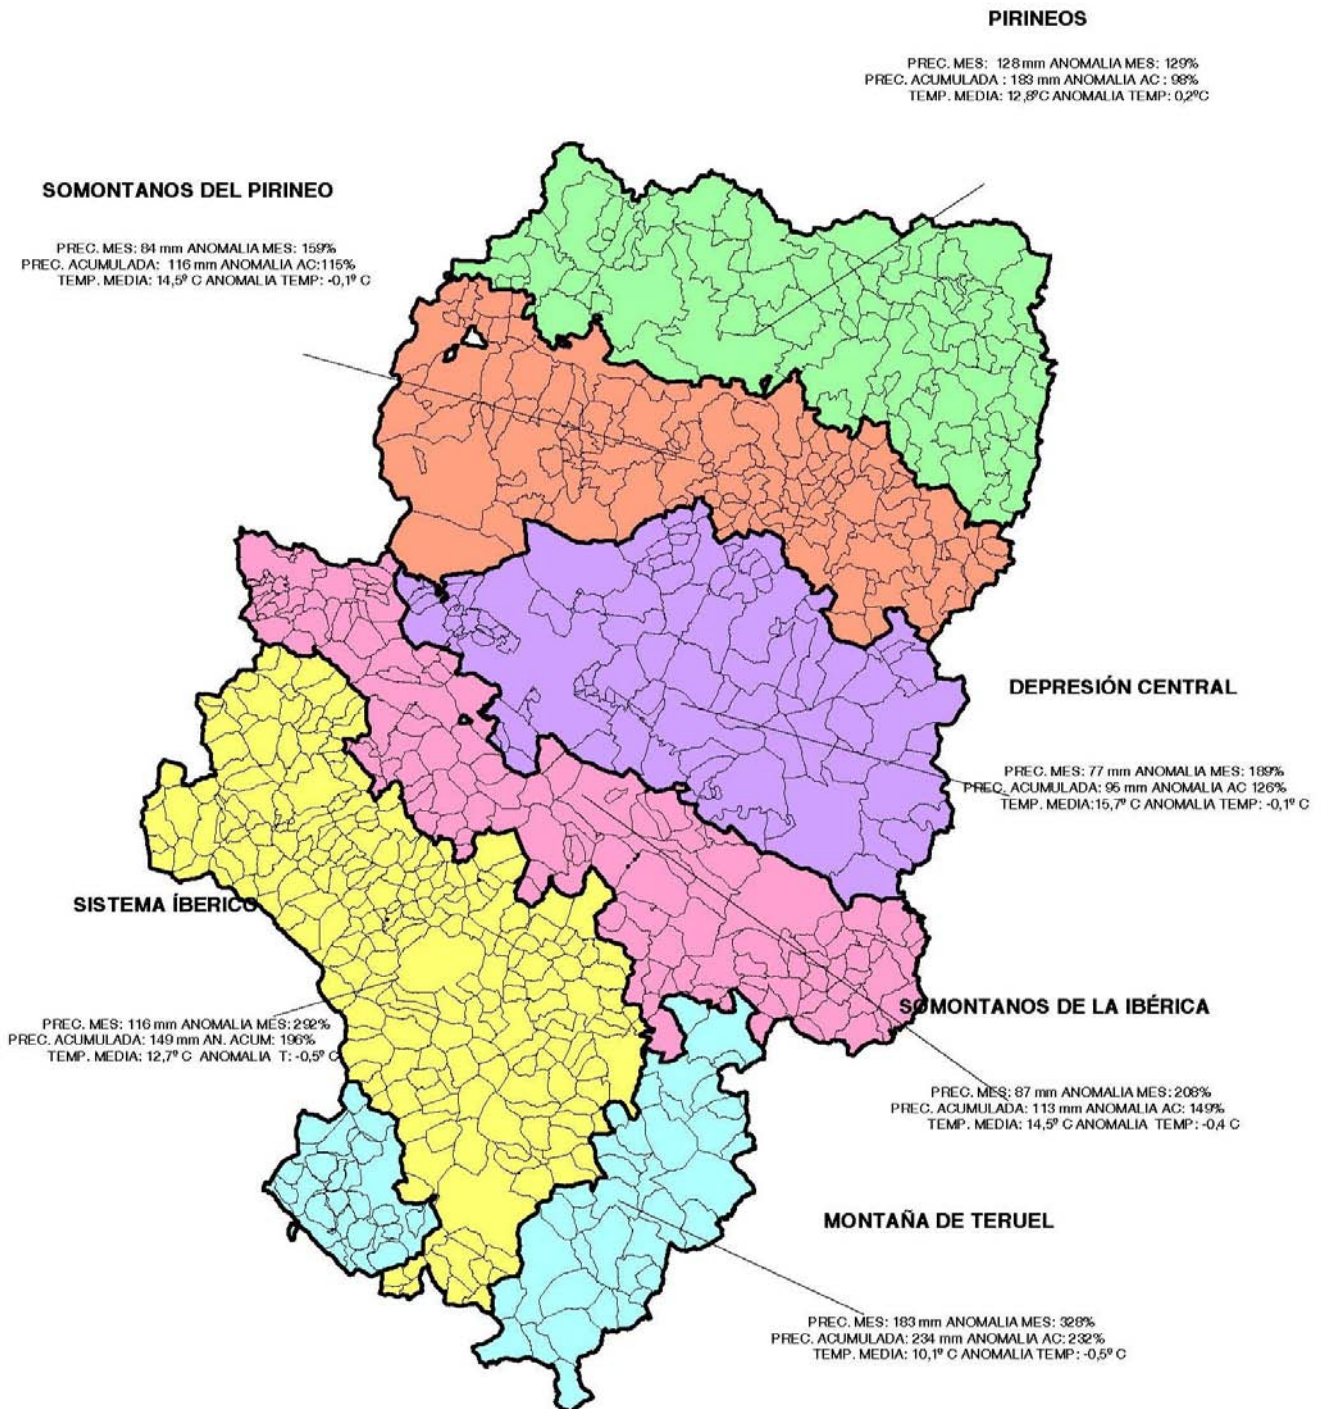 PIRINEOS
PREC. MES: 128 mm ANOMALIA MES: 129%
PREC. ACUMULADA : 183 mm ANOMALIA AC : 98%
TEMP. MEDIA: 12,8ºC ANOMALIA TEMP: 0,2ºC
SOMONTANOS DEL PIRINEO
PREC. MES: 84 mm ANOMALIA MES: 159%
PREC. ACUMULADA: 116 mm ANOMALIA AC:115%
TEMP. MEDIA: 14,5º C ANOMALIA TEMP: -0,1º C
DEPRESIÓN CENTRAL
PREC. MES: 77 mm ANOMALIA MES: 189%
PREC. ACUMULADA: 95 mm ANOMALIA AC 126%
TEMP. MEDIA:15,7º C ANOMALIA TEMP: -0,1º C
SISTEMA ÍBERICO
PREC. MES: 116 mm ANOMALIA MES: 292%
PREC. ACUMULADA: 149 mm AN. ACUM: 196%
TEMP. MEDIA: 12,7º C ANOMALIA T: -0,5º C
SOMONTANOS DE LA IBÉRICA
PREC. MES: 87 mm ANOMALIA MES: 208%
PREC. ACUMULADA: 113 mm ANOMALIA AC: 149%
TEMP. MEDIA: 14,5º C ANOMALIA TEMP: -0,4 C
MONTAÑA DE TERUEL
PREC. MES: 183 mm ANOMALIA MES: 328%
PREC. ACUMULADA: 234 mm ANOMALIA AC: 232%
TEMP. MEDIA: 10,1º C ANOMALIA TEMP: -0,5º C